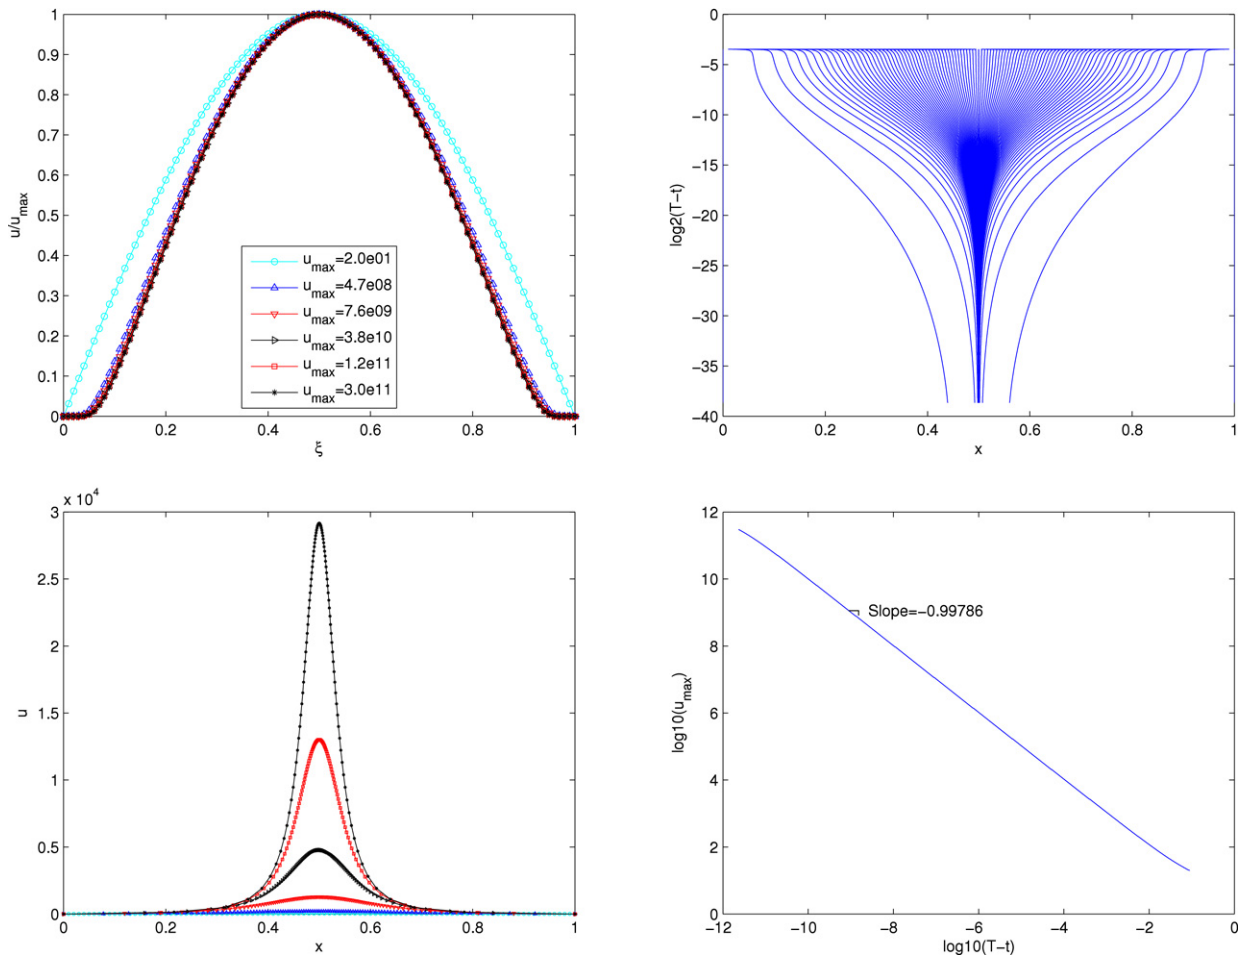 1
0.9
0.8
0.7
0.6
0.5
0.4
0.3
0.2
0.1
0
u/u_max
u_max=2.0e01
u_max=4.7e08
u_max=7.6e09
u_max=3.8e10
u_max=1.2e11
u_max=3.0e11
0 0.2 0.4 0.6 0.8 1
ξ
0
−5
−10
−15
−20
−25
−30
−35
−40
log2(T−t)
0 0.2 0.4 0.6 0.8 1
x
x 10^4
3
2.5
2
1.5
1
0.5
0
u
0 0.2 0.4 0.6 0.8 1
x
12
10
8
6
4
2
0
log10(u_max)
Slope=−0.99786
−12 −10 −8 −6 −4 −2 0
log10(T−t)